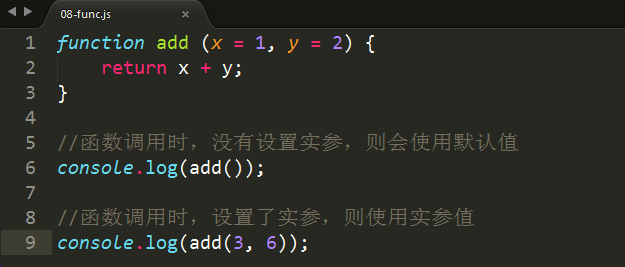 08-func.js ×
1 function add (x = 1, y = 2) {
2     return x + y;
3 }
4
5 //函数调用时，没有设置实参，则会使用默认值
6 console.log(add());
7
8 //函数调用时，设置了实参，则使用实参值
9 console.log(add(3, 6));